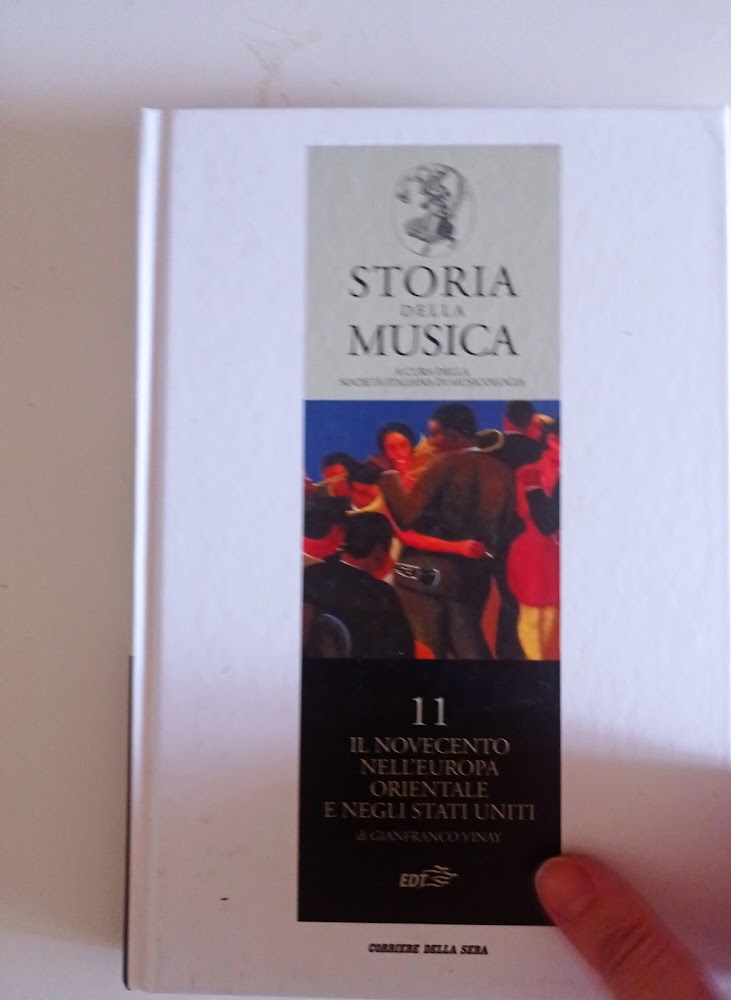 STORIA
DELLA
MUSICA
A CURA DELLA
SOCIETÀ ITALIANA DI MUSICOLOGIA
11
IL NOVECENTO
NELL'EUROPA
ORIENTALE
E NEGLI STATI UNITI
di GIANFRANCO VINAY
EDT
CORRIERE DELLA SERA